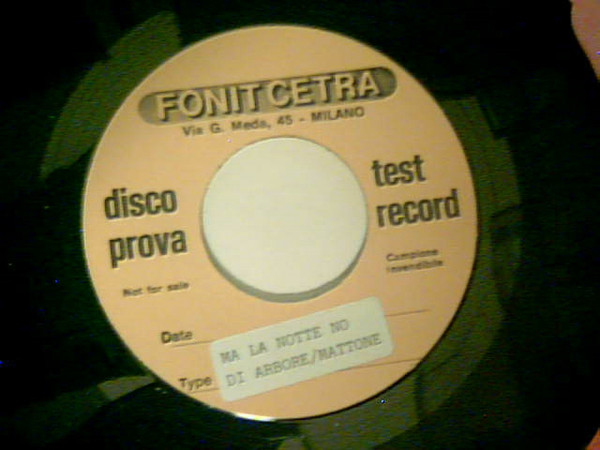 FONIT CETRA
Via G. Meda, 45 - MILANO
disco
prova
test
record
Not for sale
Campione
Invendibile
Date
MA LA NOTTE NO
Type
DI ARBORE/MATTONE